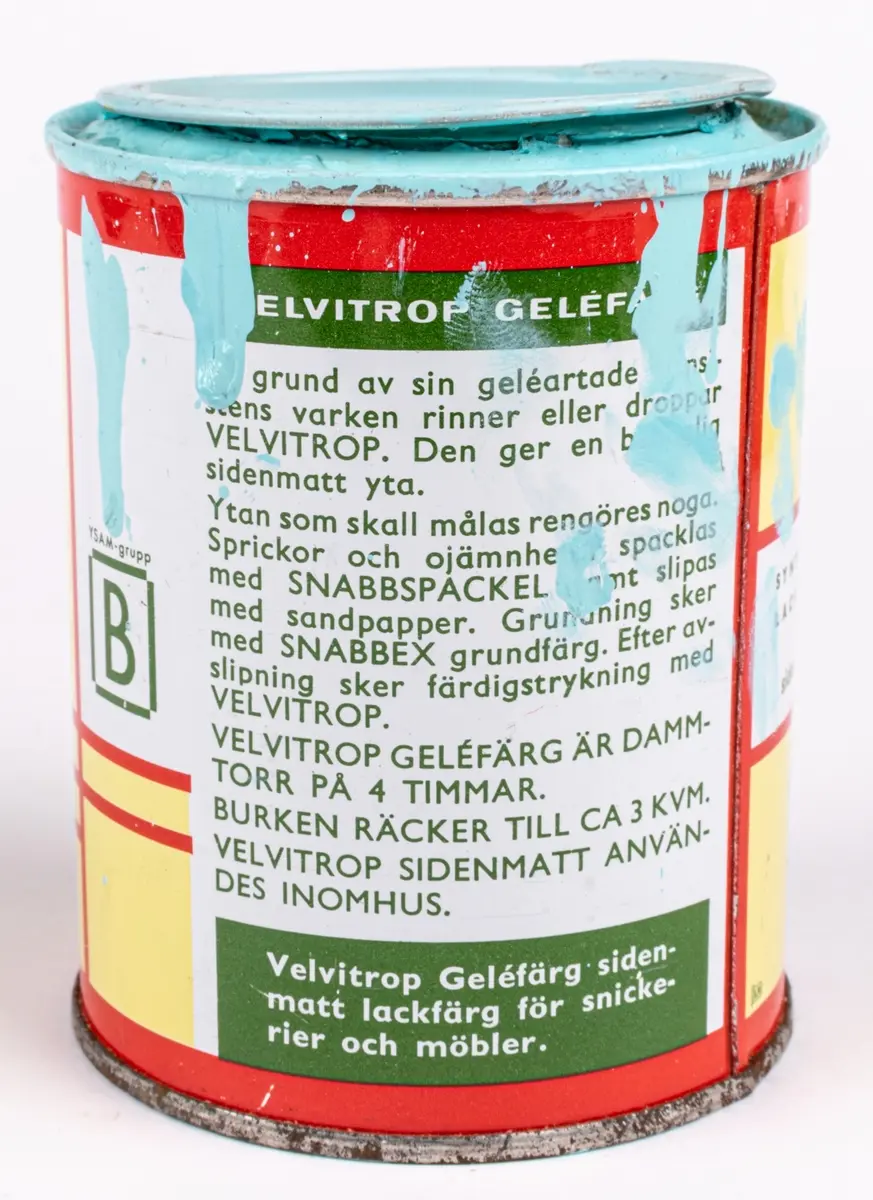 ELVITROP GELÉFA
grund av sin geléartade
varken rinner eller droppar
VELVITROP. Den ger en
sidenmatt yta.
Ytan som skall målas rengöres noga.
Sprickor och ojämnhe spacklas
med SNABBSPACKEL mt slipas
med sandpapper. Grundning sker
med SNABBEX grundfärg. Efter av-
slipning sker färdigstrykning med
VELVITROP.
VELVITROP GELÉFÄRG ÄR DAMM-
TORR PÅ 4 TIMMAR.
BURKEN RÄCKER TILL CA 3 KVM.
VELVITROP SIDENMATT ANVÄN-
DES INOMHUS.
Velvitrop Geléfärg siden-
matt lackfärg för snicke-
rier och möbler.
YSAM-grupp
B